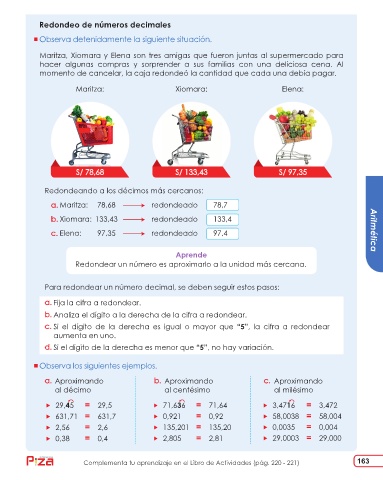 Redondeo de números decimales
Observa detenidamente la siguiente situación.
Maritza, Xiomara y Elena son tres amigas que fueron juntas al supermercado para
hacer algunas compras y sorprender a sus familias con una deliciosa cena. Al
momento de cancelar, la caja redondeó la cantidad que cada una debía pagar.
Maritza: Xiomara: Elena:
S/ 78,68 S/ 133,43 S/ 97,35
Redondeando a los décimos más cercanos:
a. Maritza: 78,68 redondeado 78,7
b. Xiomara: 133,43 redondeado 133,4
c. Elena: 97,35 redondeado 97,4
Aritmética
Aprende
Redondear un número es aproximarlo a la unidad más cercana.
Para redondear un número decimal, se deben seguir estos pasos:
a. Fija la cifra a redondear.
b. Analiza el dígito a la derecha de la cifra a redondear.
c. Si el dígito de la derecha es igual o mayor que “5”, la cifra a redondear
aumenta en uno.
d. Si el dígito de la derecha es menor que “5”, no hay variación.
Observa los siguientes ejemplos.
a. Aproximando b. Aproximando c. Aproximando
al décimo al centésimo al milésimo
29,45 = 29,5 71,636 = 71,64 3,4716 = 3,472
631,71 = 631,7 0,921 = 0,92 58,0038 = 58,004
2,56 = 2,6 135,201 = 135,20 0,0035 = 0,004
0,38 = 0,4 2,805 = 2,81 29,0003 = 29,000
Complementa tu aprendizaje en el Libro de Actividades (pág. 220 - 221) 163